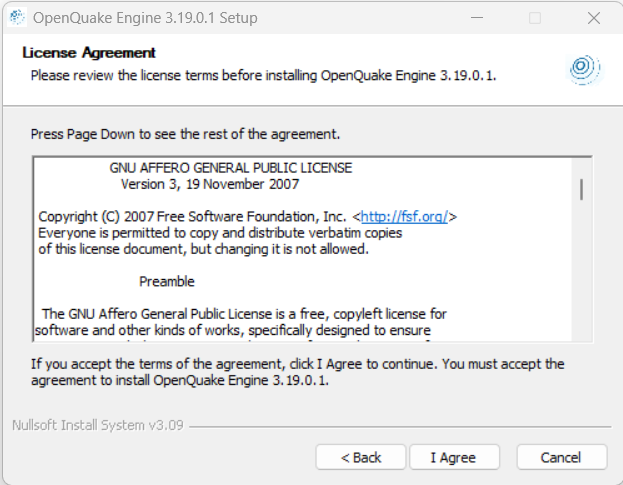 OpenQuake Engine 3.19.0.1 Setup
License Agreement
Please review the license terms before installing OpenQuake Engine 3.19.0.1.
Press Page Down to see the rest of the agreement.
GNU AFFERO GENERAL PUBLIC LICENSE
Version 3, 19 November 2007
Copyright (C) 2007 Free Software Foundation, Inc. <http://fsf.org/>
Everyone is permitted to copy and distribute verbatim copies
of this license document, but changing it is not allowed.
Preamble
The GNU Affero General Public License is a free, copyleft license for
software and other kinds of works, specifically designed to ensure
If you accept the terms of the agreement, click I Agree to continue. You must accept the
agreement to install OpenQuake Engine 3.19.0.1.
Nullsoft Install System v3.09
< Back I Agree Cancel